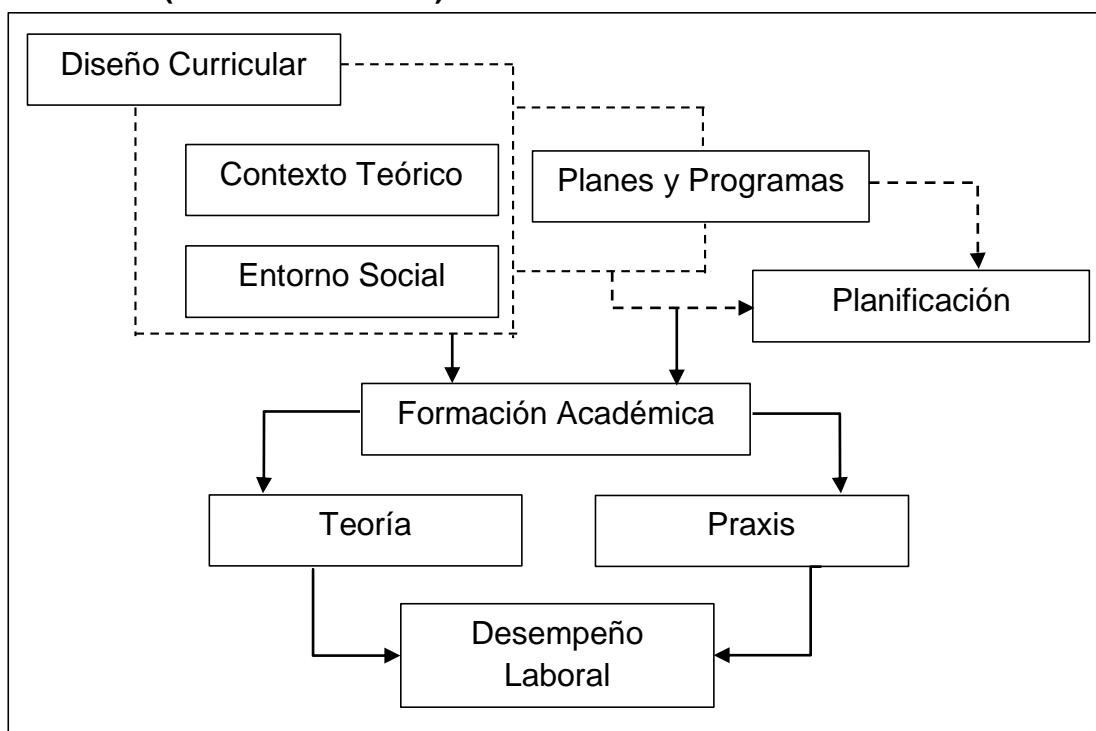 Diseño Curricular
Contexto Teórico
Planes y Programas
Entorno Social
Planificación
Formación Académica
Teoría
Praxis
Desempeño
Laboral